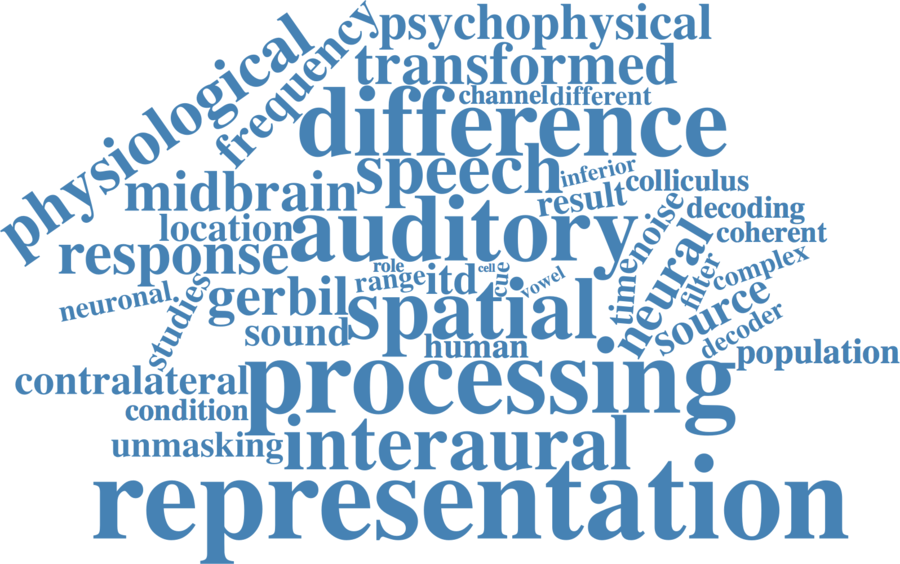 psychophysical
physiological
frequency
transformed
channel
different
difference
speech
inferior
colliculus
midbrain
result
noise
decoding
location
auditory
coherent
response
role
range
itd
cell
cue
vowel
time
neural
filter
complex
neuronal
studies
gerbil
spatial
source
decoder
sound
human
population
contralateral
processing
condition
unmasking
interaural
representation